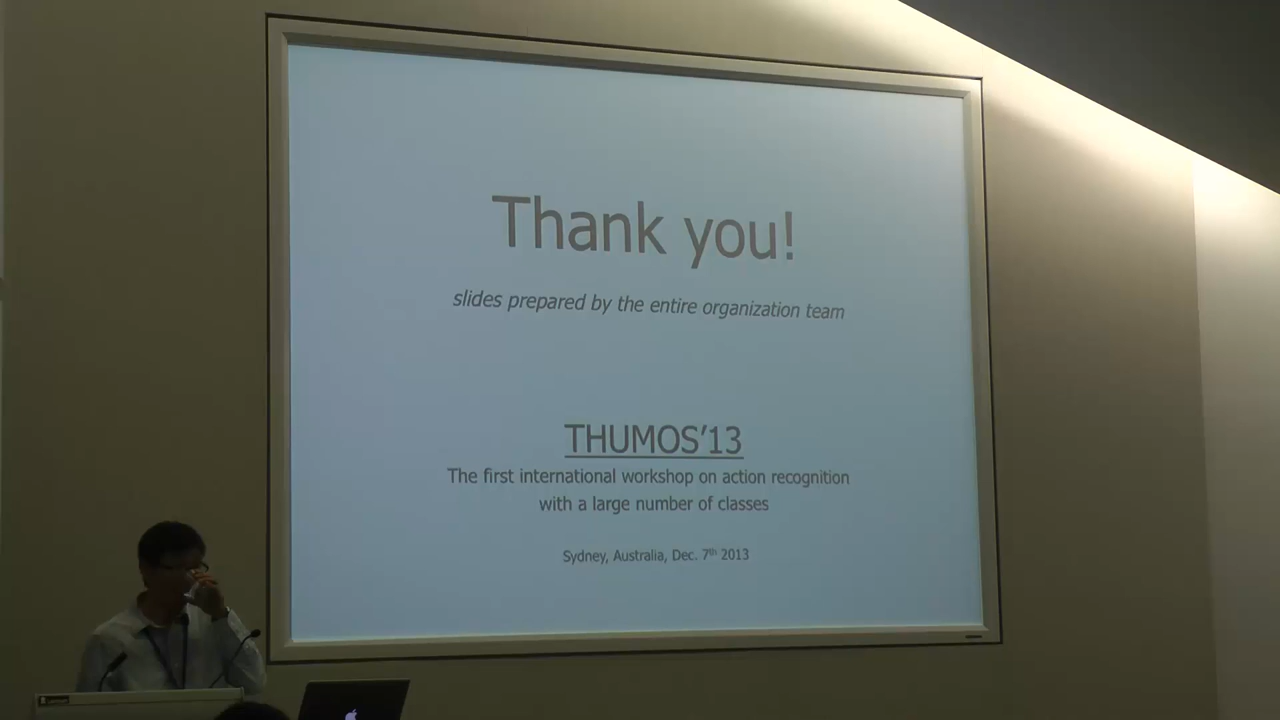 Thank you!
slides prepared by the entire organization team
THUMOS'13
The first international workshop on action recognition
with a large number of classes
Sydney, Australia, Dec. 7th 2013